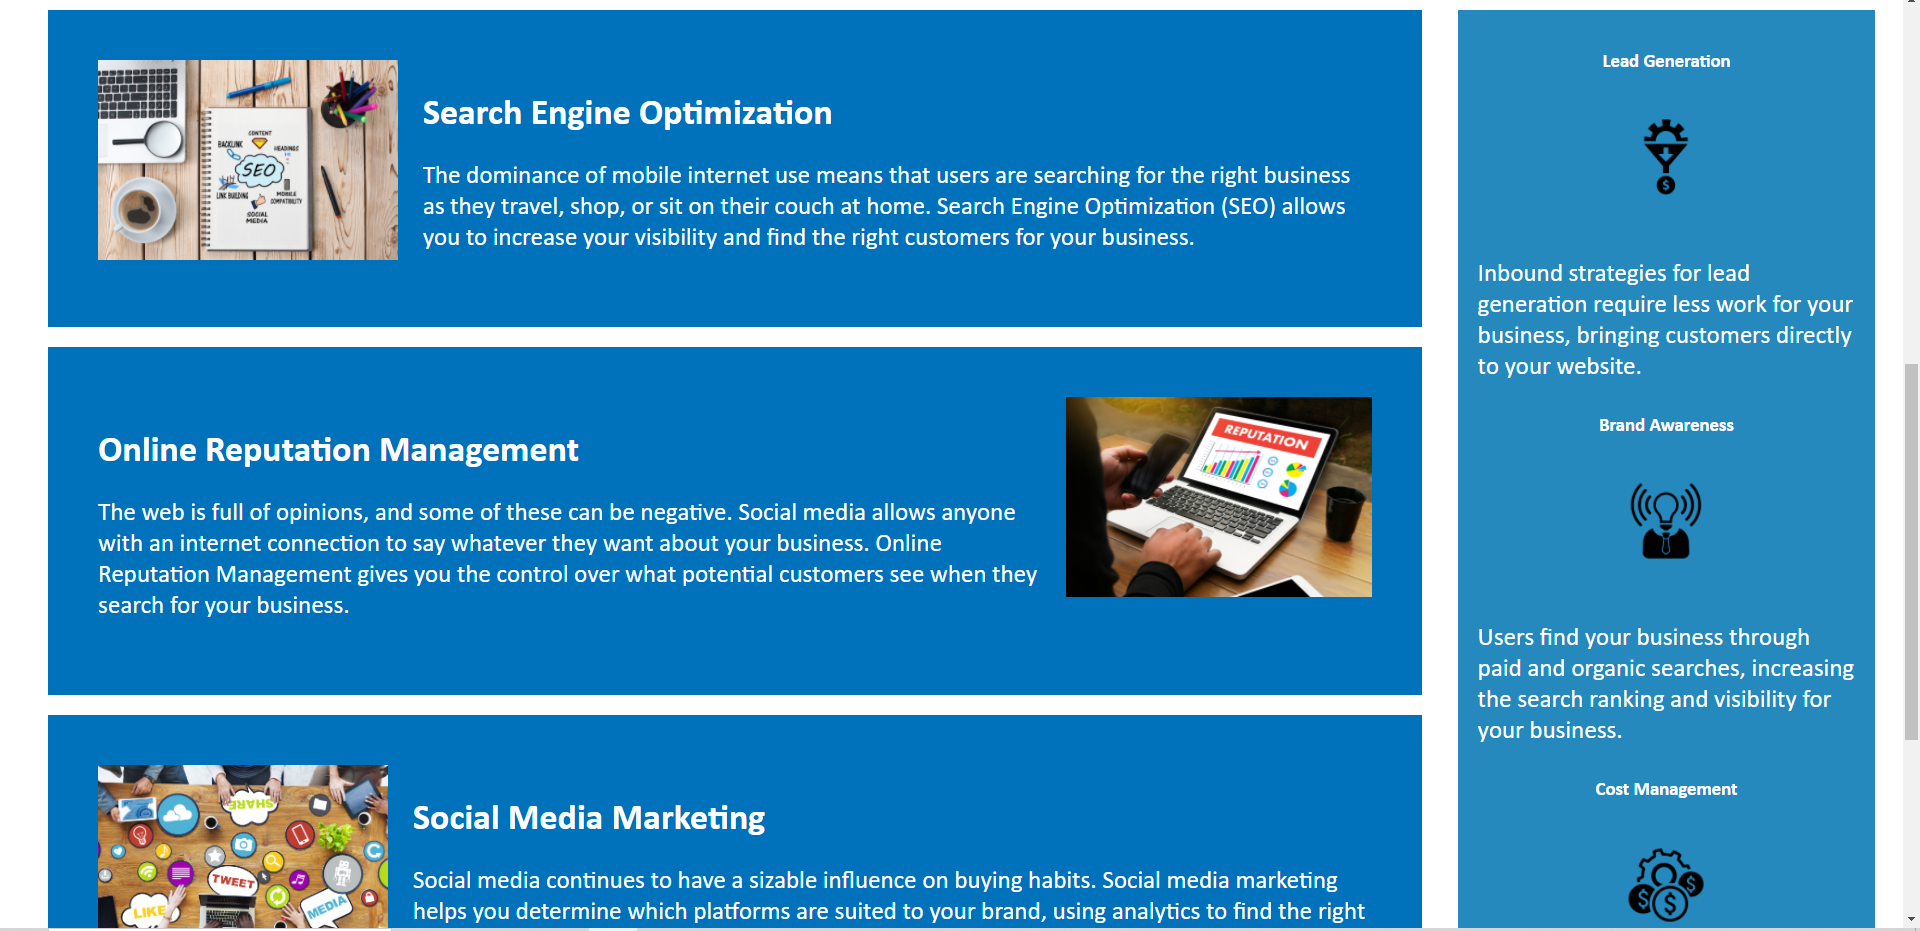 CONTENT
BACKLINK
HEADINGS
SEO
LINK BUILDING
MOBILE
COMPATIBILITY
SOCIAL
MEDIA
Search Engine Optimization
The dominance of mobile internet use means that users are searching for the right business
as they travel, shop, or sit on their couch at home. Search Engine Optimization (SEO) allows
you to increase your visibility and find the right customers for your business.
Online Reputation Management
The web is full of opinions, and some of these can be negative. Social media allows anyone
with an internet connection to say whatever they want about your business. Online
Reputation Management gives you the control over what potential customers see when they
search for your business.
REPUTATION
SHARE
TWEET
LIKE
MEDIA
Social Media Marketing
Social media continues to have a sizable influence on buying habits. Social media marketing
helps you determine which platforms are suited to your brand, using analytics to find the right
Lead Generation
$
Inbound strategies for lead
generation require less work for your
business, bringing customers directly
to your website.
Brand Awareness
Users find your business through
paid and organic searches, increasing
the search ranking and visibility for
your business.
Cost Management
$ $ $